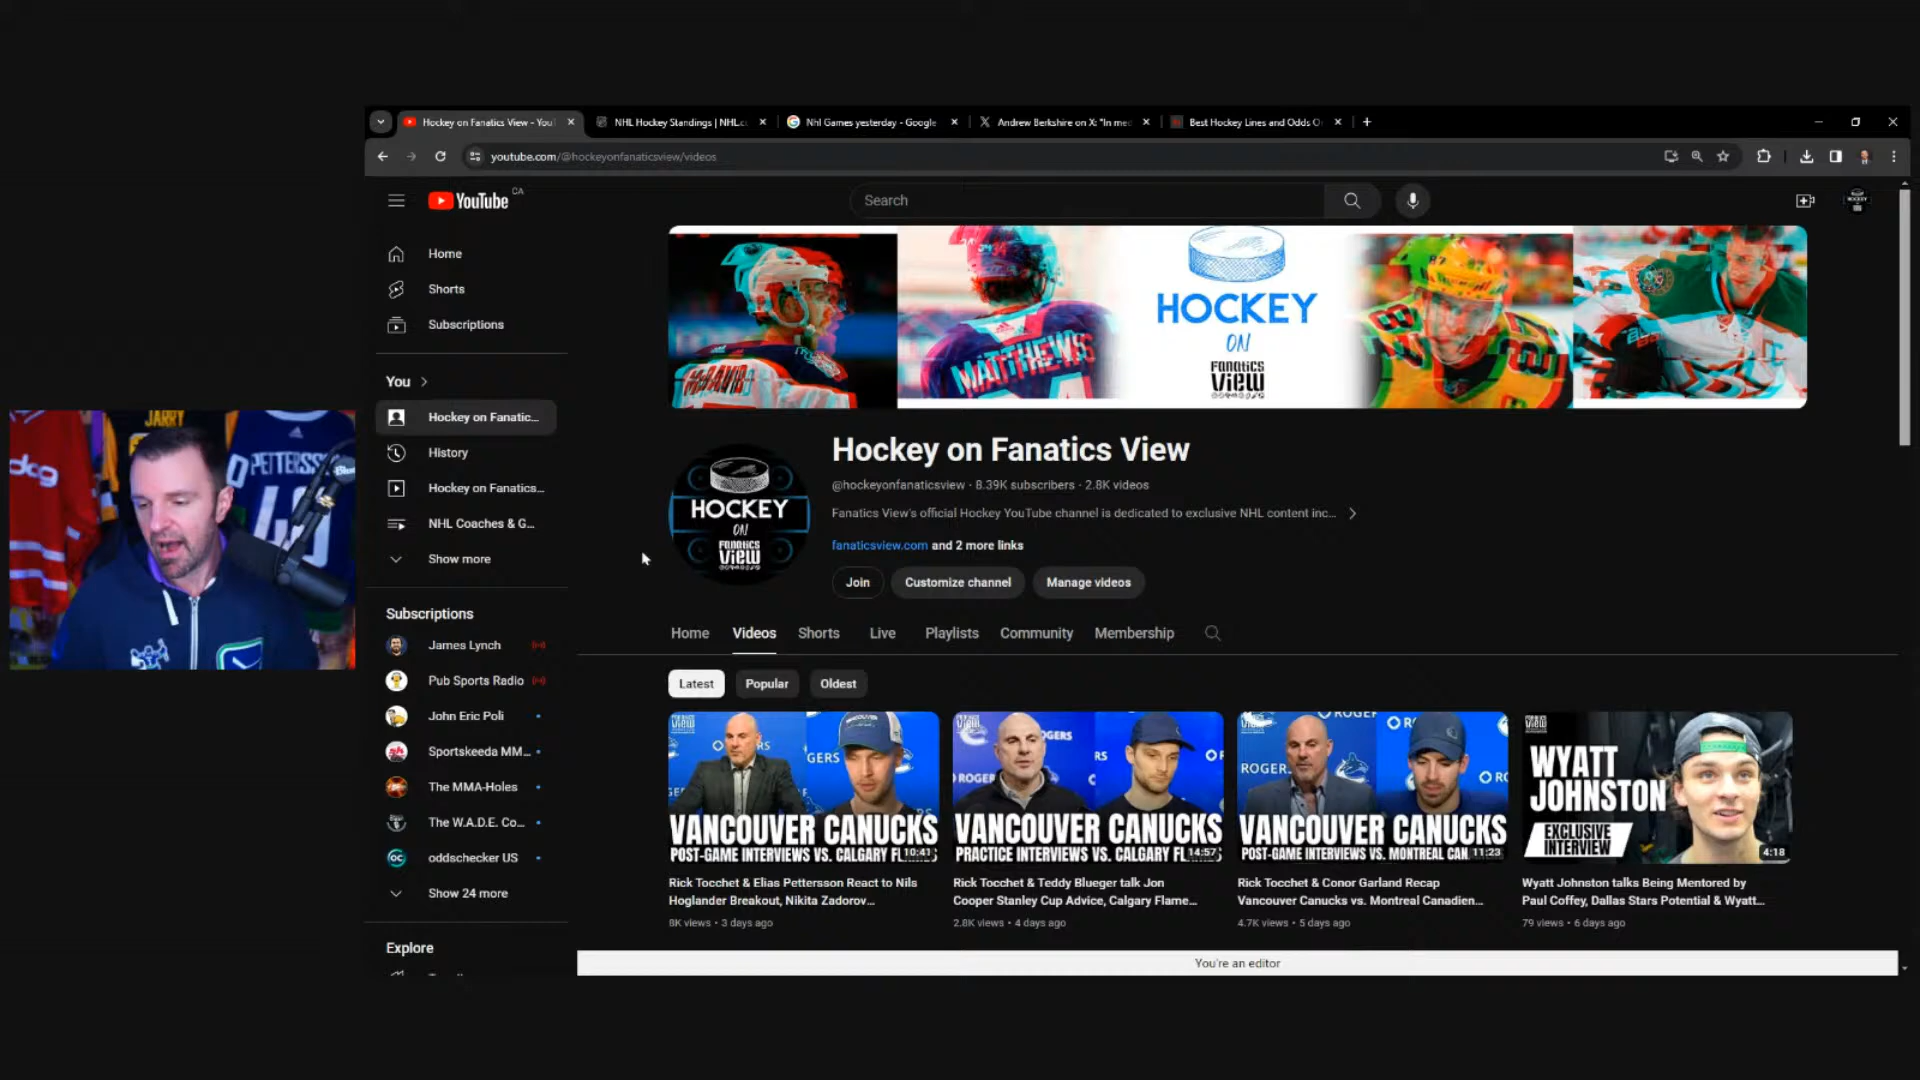 Hockey on Fanatics View - You
NHL Hockey Standings | NHL.c
Nhl Games yesterday - Google
Andrew Berkshire on X: "In me
Best Hockey Lines and Odds O
youtube.com/@hockeyonfanaticsview/videos
YouTube CA
Search
Home
Shorts
Subscriptions
You
Hockey on Fanatic...
History
Hockey on Fanatics...
NHL Coaches & G...
Show more
Subscriptions
James Lynch
Pub Sports Radio
John Eric Poli
Sportskeeda MM...
The MMA-Holes
The W.A.D.E. Co...
oddschecker US
Show 24 more
Explore
JARRY
PETTERSS
McDAVID
MATTHEWS
HOCKEY
ON
FANATICS
VIEW
87
HOCKEY
ON
FANATICS
VIEW
Hockey on Fanatics View
@hockeyonfanaticsview · 8.39K subscribers · 2.8K videos
Fanatics View's official Hockey YouTube channel is dedicated to exclusive NHL content inc...
fanaticsview.com and 2 more links
Join
Customize channel
Manage videos
Home
Videos
Shorts
Live
Playlists
Community
Membership
Latest
Popular
Oldest
VANCOUVER CANUCKS
POST-GAME INTERVIEWS VS. CALGARY FL
10:41
Rick Tocchet & Elias Pettersson React to Nils
Hoglander Breakout, Nikita Zadorov...
8K views · 3 days ago
ROGERS
VANCOUVER CANUCKS
PRACTICE INTERVIEWS VS. CALGARY FL
14:57
Rick Tocchet & Teddy Blueger talk Jon
Cooper Stanley Cup Advice, Calgary Flame...
2.8K views · 4 days ago
VANCOUVER CANUCKS
POST-GAME INTERVIEWS VS. MONTREAL CAN
11:23
Rick Tocchet & Conor Garland Recap
Vancouver Canucks vs. Montreal Canadien...
4.7K views · 5 days ago
WYATT
JOHNSTON
EXCLUSIVE
INTERVIEW
4:18
Wyatt Johnston talks Being Mentored by
Paul Coffey, Dallas Stars Potential & Wyatt...
79 views · 6 days ago
You're an editor